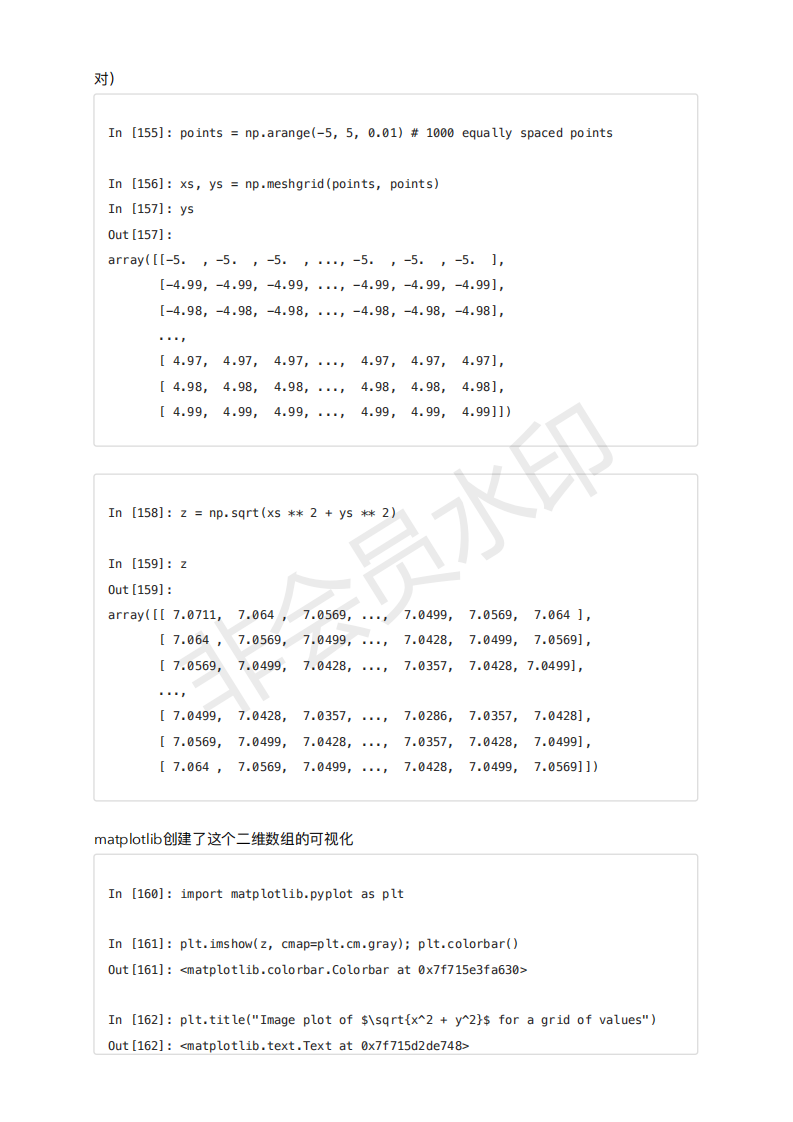 对）
In [155]: points = np.arange(-5, 5, 0.01) # 1000 equally spaced points
In [156]: xs, ys = np.meshgrid(points, points)
In [157]: ys
Out[157]:
array([[-5.  , -5.  , -5.  , ..., -5.  , -5.  , -5.  ],
       [-4.99, -4.99, -4.99, ..., -4.99, -4.99, -4.99],
       [-4.98, -4.98, -4.98, ..., -4.98, -4.98, -4.98],
       ...,
       [ 4.97,  4.97,  4.97, ...,  4.97,  4.97,  4.97],
       [ 4.98,  4.98,  4.98, ...,  4.98,  4.98,  4.98],
       [ 4.99,  4.99,  4.99, ...,  4.99,  4.99,  4.99]])
In [158]: z = np.sqrt(xs ** 2 + ys ** 2)
In [159]: z
Out[159]:
array([[ 7.0711,  7.064 ,  7.0569, ...,  7.0499,  7.0569,  7.064 ],
       [ 7.064 ,  7.0569,  7.0499, ...,  7.0428,  7.0499,  7.0569],
       [ 7.0569,  7.0499,  7.0428, ...,  7.0357,  7.0428, 7.0499],
       ...,
       [ 7.0499,  7.0428,  7.0357, ...,  7.0286,  7.0357,  7.0428],
       [ 7.0569,  7.0499,  7.0428, ...,  7.0357,  7.0428,  7.0499],
       [ 7.064 ,  7.0569,  7.0499, ...,  7.0428,  7.0499,  7.0569]])
非会员水印
matplotlib创建了这个二维数组的可视化
In [160]: import matplotlib.pyplot as plt
In [161]: plt.imshow(z, cmap=plt.cm.gray); plt.colorbar()
Out[161]: <matplotlib.colorbar.Colorbar at 0x7f715e3fa630>
In [162]: plt.title("Image plot of $\sqrt{x^2 + y^2}$ for a grid of values")
Out[162]: <matplotlib.text.Text at 0x7f715d2de748>